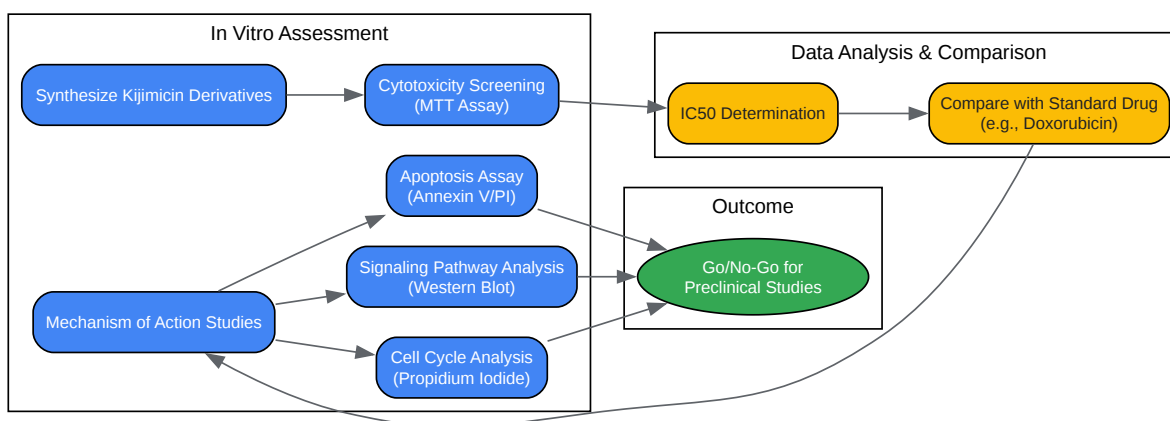 In Vitro Assessment
Synthesize Kijimicin Derivatives
Cytotoxicity Screening
(MTT Assay)
Apoptosis Assay
(Annexin V/PI)
Signaling Pathway Analysis
(Western Blot)
Mechanism of Action Studies
Cell Cycle Analysis
(Propidium Iodide)
Data Analysis & Comparison
IC50 Determination
Compare with Standard Drug
(e.g., Doxorubicin)
Outcome
Go/No-Go for
Preclinical Studies